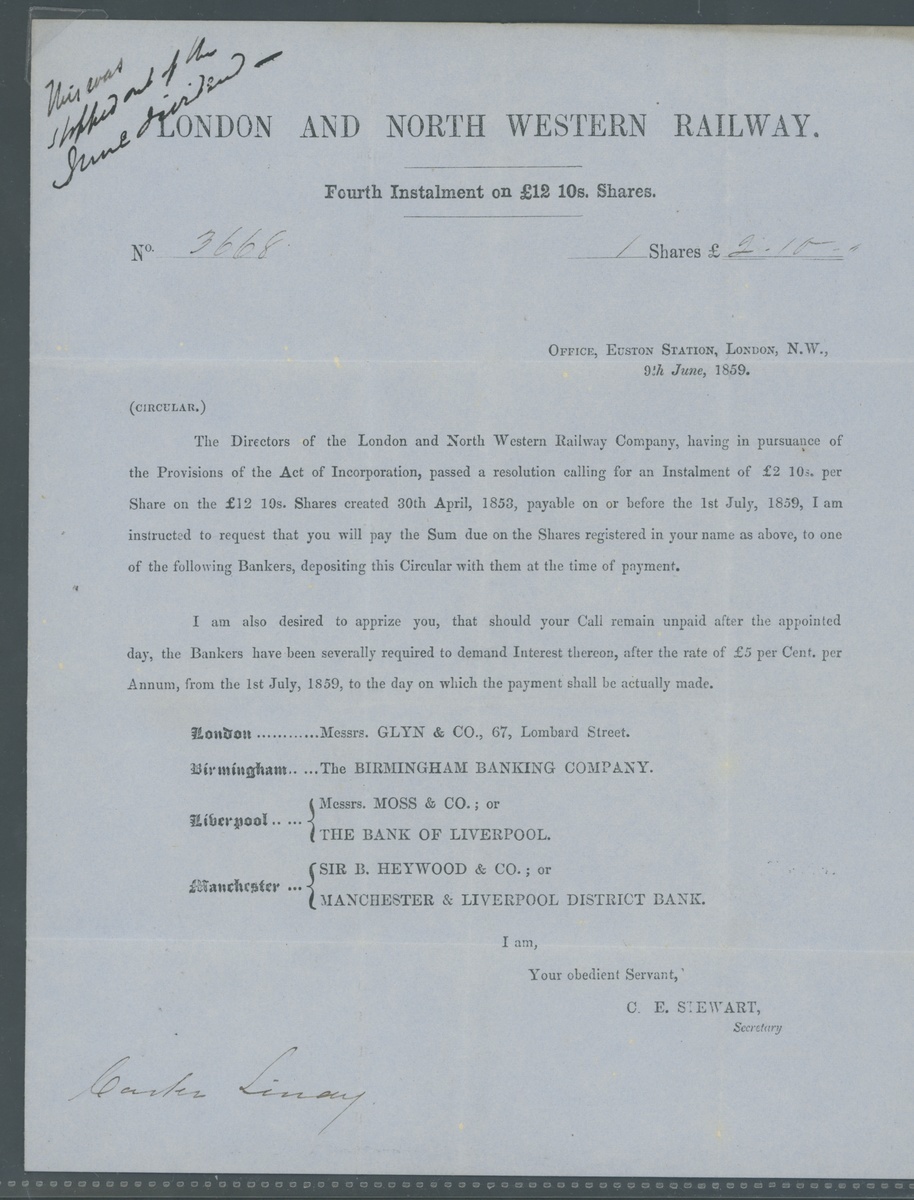 This was
stopped out of the
June dividend —
LONDON AND NORTH WESTERN RAILWAY.
Fourth Instalment on £12 10s. Shares.
No. 3668 1 Shares £ 2.10 - "
OFFICE, EUSTON STATION, LONDON, N.W.,
9th June, 1859.
(CIRCULAR.)
The Directors of the London and North Western Railway Company, having in pursuance of
the Provisions of the Act of Incorporation, passed a resolution calling for an Instalment of £2 10s. per
Share on the £12 10s. Shares created 30th April, 1853, payable on or before the 1st July, 1859, I am
instructed to request that you will pay the Sum due on the Shares registered in your name as above, to one
of the following Bankers, depositing this Circular with them at the time of payment.
I am also desired to apprize you, that should your Call remain unpaid after the appointed
day, the Bankers have been severally required to demand Interest thereon, after the rate of £5 per Cent. per
Annum, from the 1st July, 1859, to the day on which the payment shall be actually made.
London ............Messrs. GLYN & CO., 67, Lombard Street.
Birmingham.. ...The BIRMINGHAM BANKING COMPANY.
Messrs. MOSS & CO.; or
Liverpool .. ...
THE BANK OF LIVERPOOL.
SIR B. HEYWOOD & CO.; or
Manchester ...
MANCHESTER & LIVERPOOL DISTRICT BANK.
I am,
Your obedient Servant,
C. E. STEWART,
Secretary